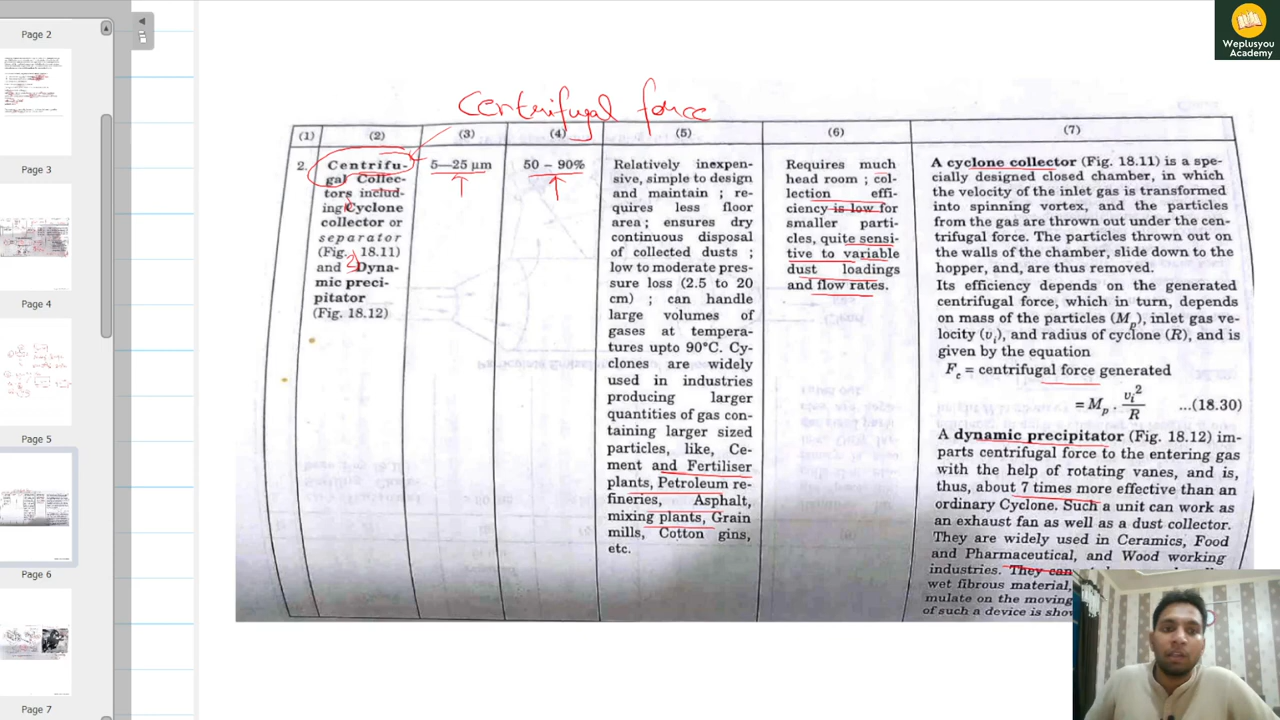 Page 2
Page 3
Page 4
Page 5
Page 6
Page 7
Weplusyou
Academy
Centrifugal force
(1)
(2)
(3)
(4)
(5)
(6)
(7)
2.
Centrifu-
gal Collec-
tors includ-
ing Cyclone
collector or
separator
(Fig. 18.11)
and Dyna-
mic preci-
pitator
(Fig. 18.12)
5—25 μm
50 – 90%
Relatively inexpen-
sive, simple to design
and maintain ; re-
quires less floor
area ; ensures dry
continuous disposal
of collected dusts ;
low to moderate pres-
sure loss (2.5 to 20
cm) ; can handle
large volumes of
gases at tempera-
tures upto 90°C. Cy-
clones are widely
used in industries
producing larger
quantities of gas con-
taining larger sized
particles, like, Ce-
ment and Fertiliser
plants, Petroleum re-
fineries, Asphalt,
mixing plants, Grain
mills, Cotton gins,
etc.
Requires much
head room ; col-
lection effi-
ciency is low for
smaller parti-
cles, quite sensi-
tive to variable
dust loadings
and flow rates.
A cyclone collector (Fig. 18.11) is a spe-
cially designed closed chamber, in which
the velocity of the inlet gas is transformed
into spinning vortex, and the particles
from the gas are thrown out under the cen-
trifugal force. The particles thrown out on
the walls of the chamber, slide down to the
hopper, and, are thus removed.
Its efficiency depends on the generated
centrifugal force, which in turn, depends
on mass of the particles (Mp), inlet gas ve-
locity (vi), and radius of cyclone (R), and is
given by the equation
Fc = centrifugal force generated
= Mp . vi²/R ...(18.30)
A dynamic precipitator (Fig. 18.12) im-
parts centrifugal force to the entering gas
with the help of rotating vanes, and is,
thus, about 7 times more effective than an
ordinary Cyclone. Such a unit can work as
an exhaust fan as well as a dust collector.
They are widely used in Ceramics, Food
and Pharmaceutical, and Wood working
industries. They can
wet fibrous material,
mulate on the moving
of such a device is show